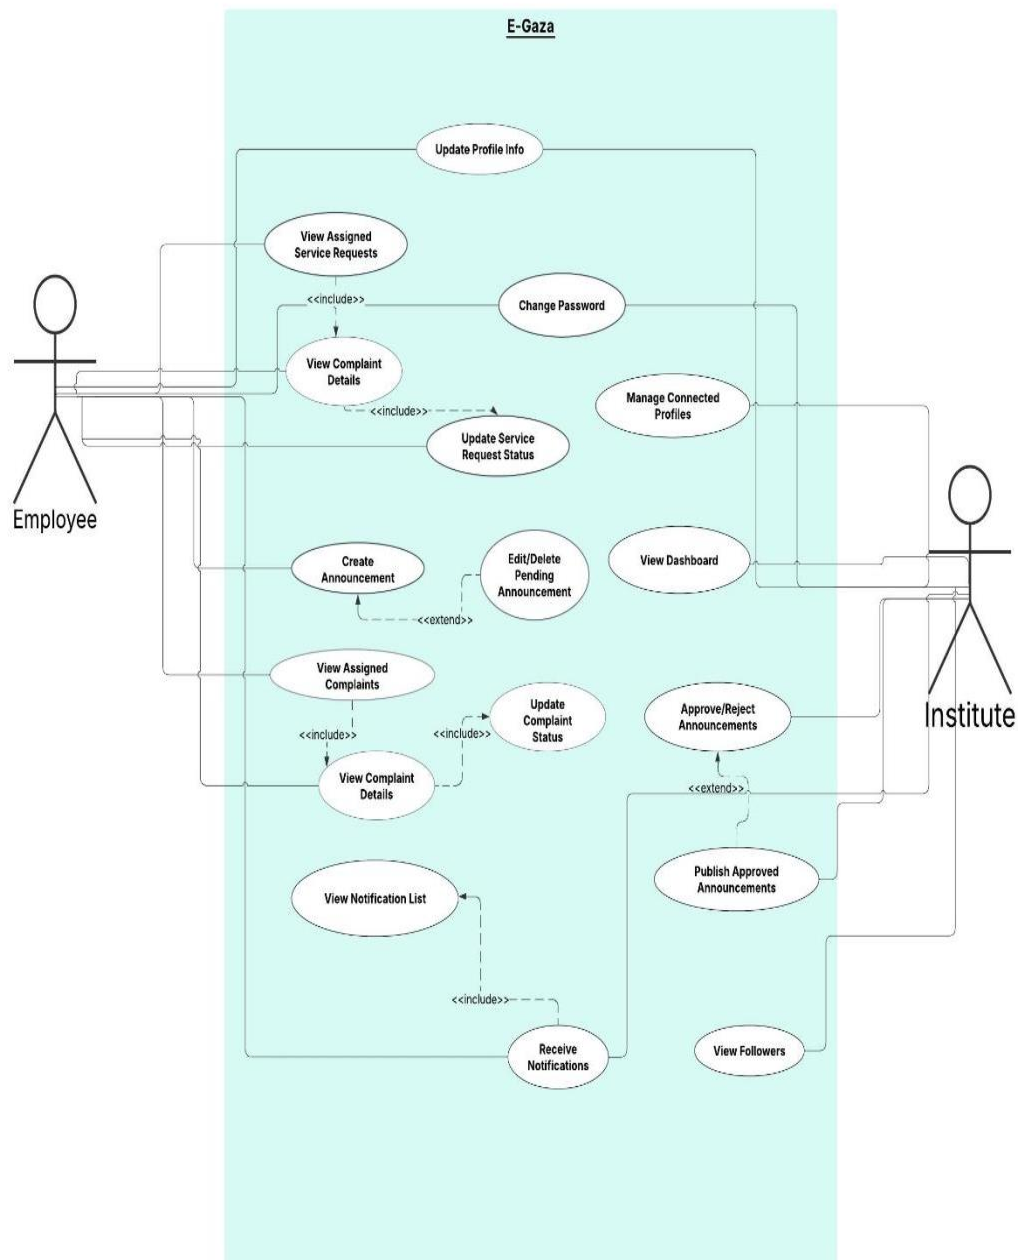 E-Gaza
Update Profile Info
View Assigned
Service Requests
<<include>>
Change Password
View Complaint
Details
<<include>>
Manage Connected
Profiles
Update Service
Request Status
Employee
Create
Announcement
Edit/Delete
Pending
Announcement
View Dashboard
<<extend>>
View Assigned
Complaints
Update
Complaint
Status
Approve/Reject
Announcements
Institute
<<include>>
<<include>>
View Complaint
Details
<<extend>>
Publish Approved
Announcements
View Notification List
<<include>>
Receive
Notifications
View Followers